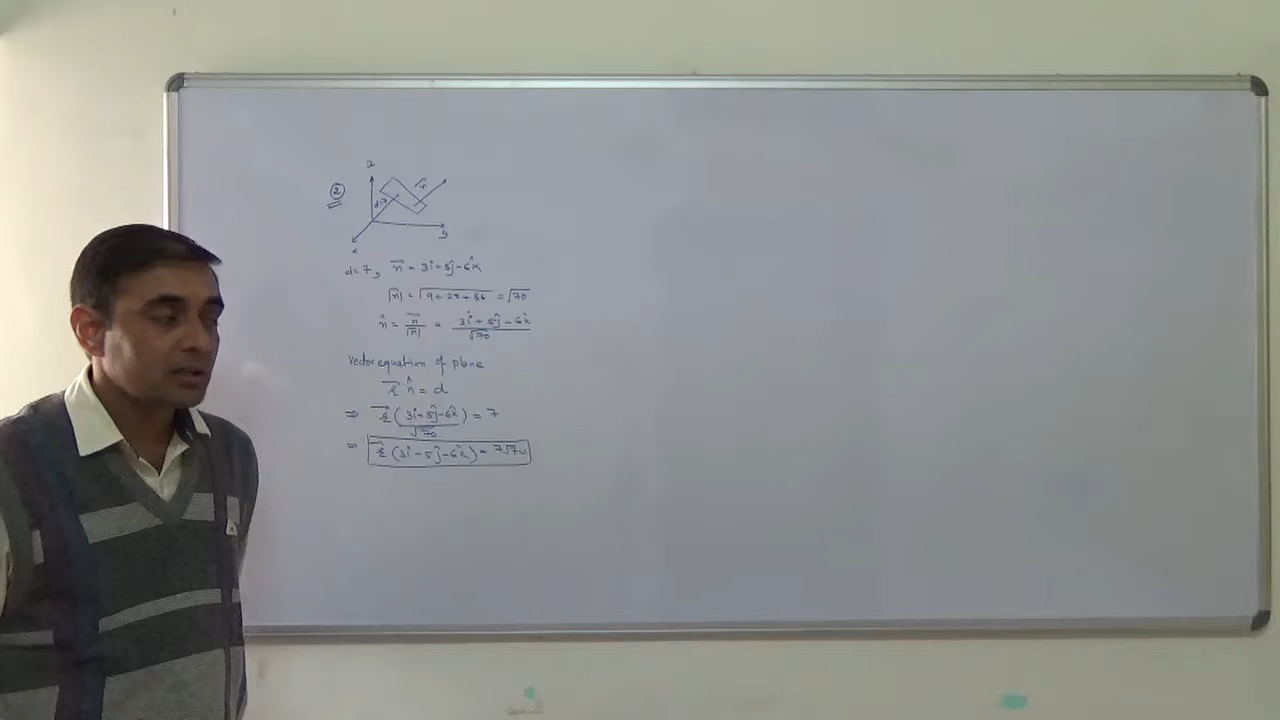 ②
d=7
n̂
y
d=7, n⃗ = 3î+5ĵ-6k̂
|n⃗| = √9+25+36 = √70
n̂ = n⃗/|n⃗| = 3î+5ĵ-6k̂/√70
Vector equation of plane
r⃗ n̂ = d
⇒ r⃗ (3î+5ĵ-6k̂)/√70 = 7
= r⃗ (3î-5ĵ-6k̂) = 7√70